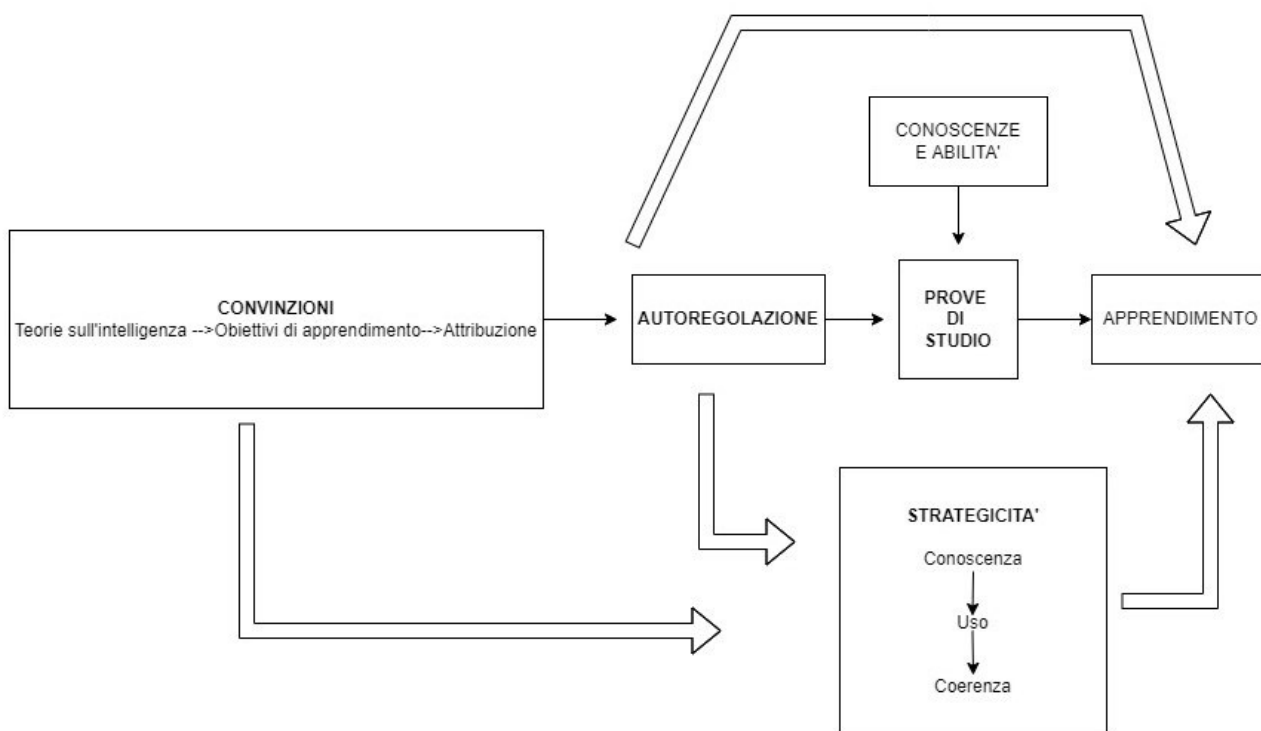 CONOSCENZE
E ABILITA'
CONVINZIONI
Teorie sull'intelligenza -->Obiettivi di apprendimento-->Attribuzione
AUTOREGOLAZIONE
PROVE
DI
STUDIO
APPRENDIMENTO
STRATEGICITA'
Conoscenza
Uso
Coerenza